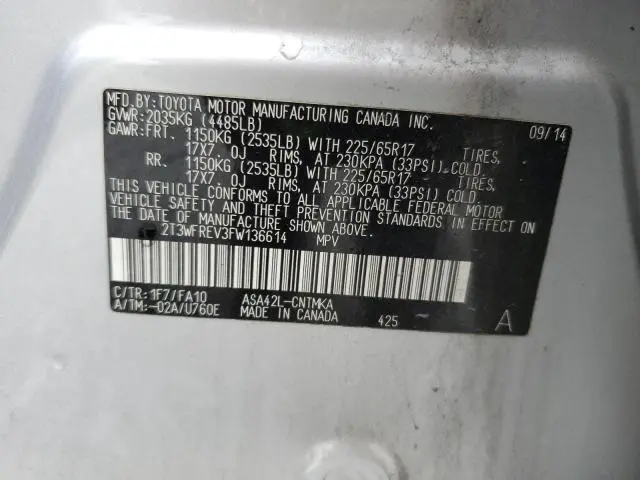 MFD.BY:TOYOTA MOTOR MANUFACTURING CANADA INC. 09/14
GVWR:2035KG (4485LB)
GAWR:FRT. 1150KG (2535LB) WITH 225/65R17 TIRES,
17X7. 0J RIMS, AT 230KPA (33PSI) COLD.
RR. 1150KG (2535LB) WITH 225/65R17 TIRES,
17X7. 0J RIMS, AT 230KPA (33PSI) COLD.
THIS VEHICLE CONFORMS TO ALL APPLICABLE FEDERAL MOTOR
VEHICLE SAFETY AND THEFT PREVENTION STANDARDS IN EFFECT ON
THE DATE OF MANUFACTURE SHOWN ABOVE.
2T3WFREV3FW136614 MPV
C/TR:1F7/FA10 ASA42L-CNTMKA
A/TM:-02A/U760E MADE IN CANADA 425 A